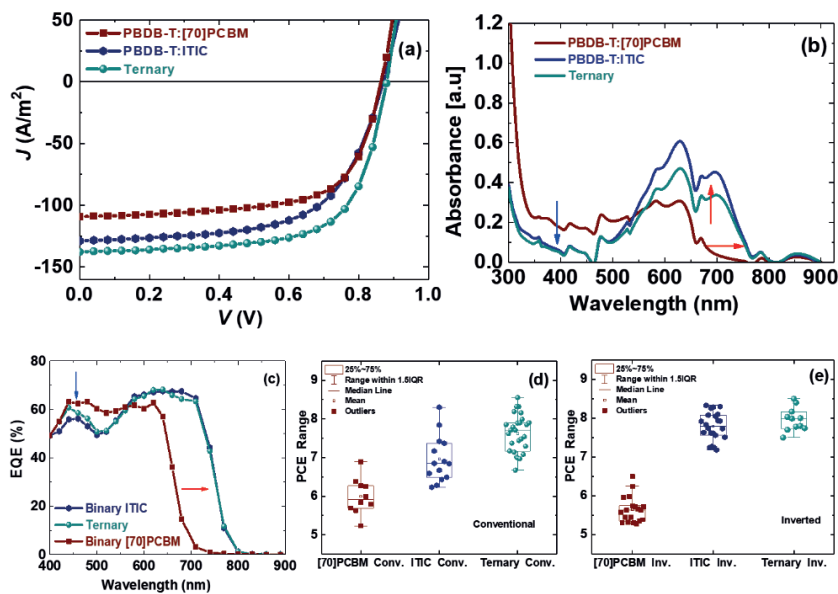 50
0
-50
-100
-150
J (A/m²)
PBDB-T:[70]PCBM
PBDB-T:ITIC
Ternary
(a)
0.0 0.2 0.4 0.6 0.8 1.0
V (V)
1.2
1.0
0.8
0.6
0.4
0.2
0.0
Absorbance [a.u]
PBDB-T:[70]PCBM
PBDB-T:ITIC
Ternary
(b)
300 400 500 600 700 800 900
Wavelength (nm)
80
60
40
20
0
EQE (%)
(c)
Binary ITIC
Ternary
Binary [70]PCBM
400 500 600 700 800 900
Wavelength (nm)
9
8
7
6
5
PCE Range
25%~75%
Range within 1.5IQR
Median Line
Mean
Outliers
(d)
Conventional
[70]PCBM Conv. ITIC Conv. Ternary Conv.
9
8
7
6
5
PCE Range
25%~75%
Range within 1.5IQR
Median Line
Mean
Outliers
(e)
Inverted
[70]PCBM Inv. ITIC Inv. Ternary Inv.